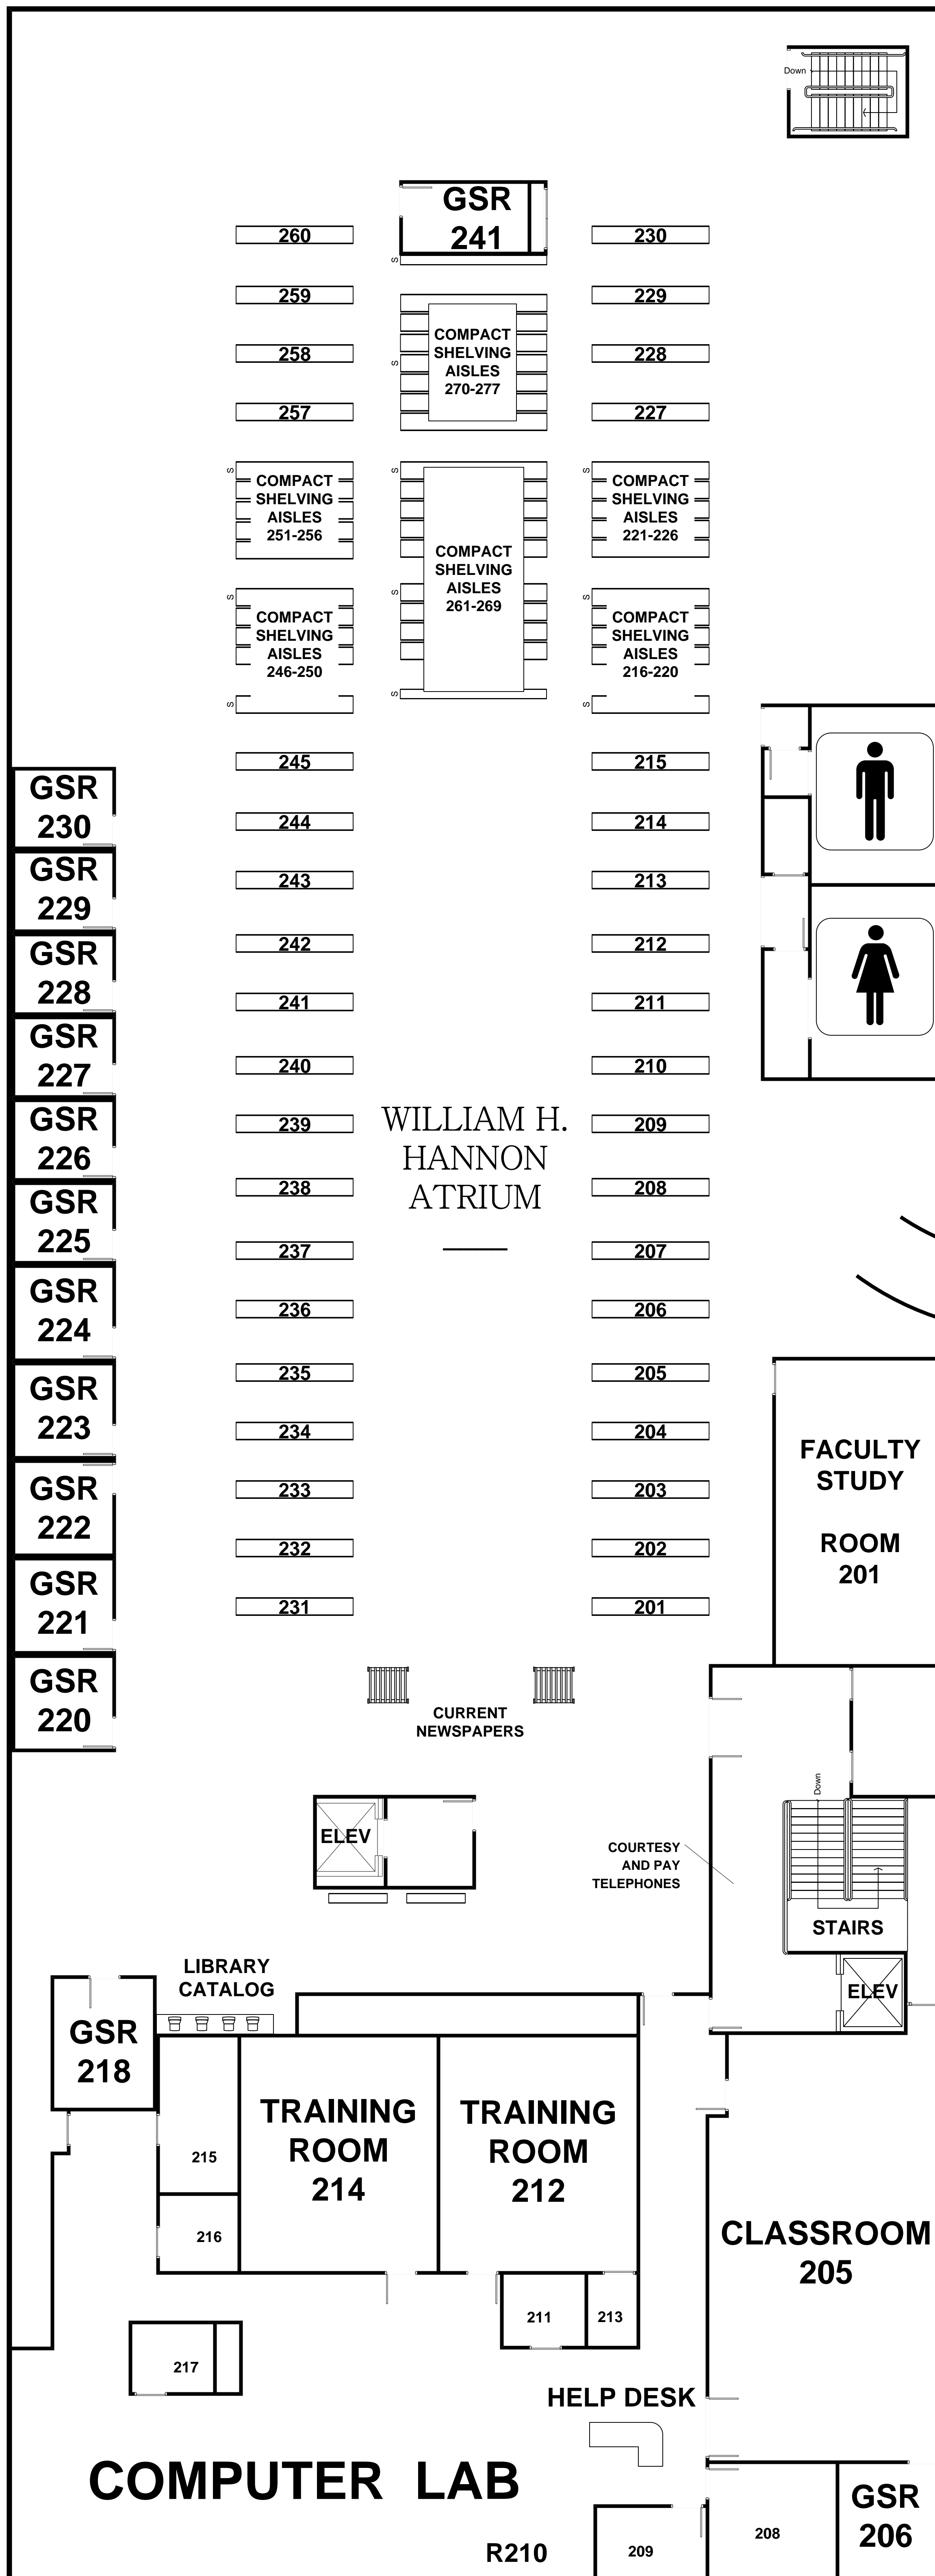 Down
GSR
241
260
230
S
259
229
COMPACT
SHELVING
AISLES
270-277
258
228
S
257
227
S
COMPACT
SHELVING
AISLES
251-256
S
COMPACT
SHELVING
AISLES
261-269
S
COMPACT
SHELVING
AISLES
221-226
S
COMPACT
SHELVING
AISLES
246-250
S
S
COMPACT
SHELVING
AISLES
216-220
S
S
S
245
215
GSR
230
244
214
GSR
229
243
213
GSR
228
242
212
241
211
GSR
227
240
210
GSR
226
239
209
WILLIAM H.
HANNON
ATRIUM
GSR
225
238
208
237
207
GSR
224
236
206
GSR
223
235
205
234
204
FACULTY
STUDY
ROOM
201
GSR
222
233
203
232
202
GSR
221
231
201
GSR
220
CURRENT
NEWSPAPERS
Down
ELEV
COURTESY
AND PAY
TELEPHONES
STAIRS
LIBRARY
CATALOG
ELEV
GSR
218
TRAINING
ROOM
214
TRAINING
ROOM
212
215
216
CLASSROOM
205
211
213
217
HELP DESK
COMPUTER LAB
GSR
206
208
R210
209